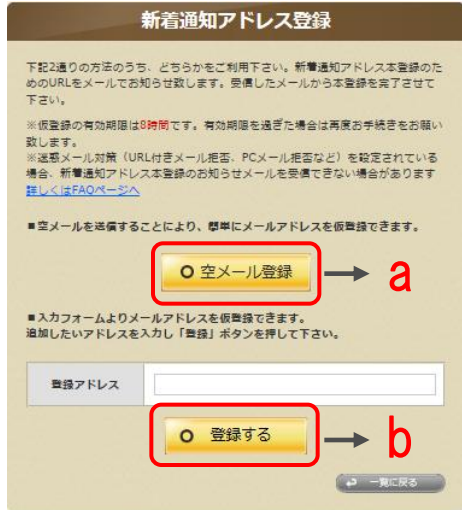 新着通知アドレス登録
下記2通りの方法のうち、どちらかをご利用下さい。新着通知アドレス本登録のた
めのURLをメールでお知らせ致します。受信したメールから本登録を完了させて
下さい。
※仮登録の有効期限は8時間です。有効期限を過ぎた場合は再度お手続きをお願い
致します。
※迷惑メール対策（URL付きメール拒否、PCメール拒否など）を設定されている
場合、新着通知アドレス本登録のお知らせメールを受信できない場合があります
詳しくはFAQページへ
■空メールを送信することにより、簡単にメールアドレスを仮登録できます。
空メール登録
a
■入力フォームよりメールアドレスを仮登録できます。
追加したいアドレスを入力し「登録」ボタンを押して下さい。
登録アドレス
登録する
b
一覧に戻る